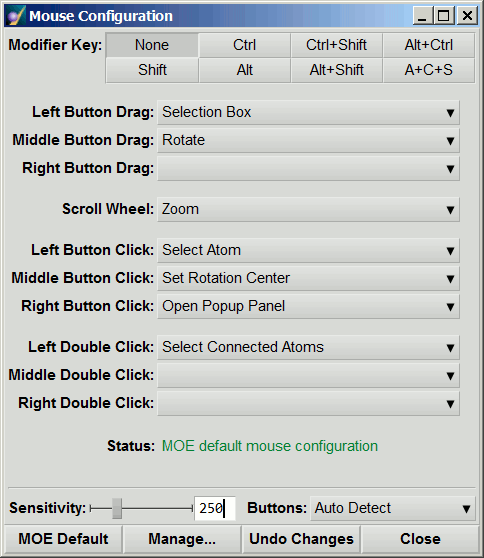 Mouse Configuration
Modifier Key: None Ctrl Ctrl+Shift Alt+Ctrl
Shift Alt Alt+Shift A+C+S
Left Button Drag: Selection Box
Middle Button Drag: Rotate
Right Button Drag:
Scroll Wheel: Zoom
Left Button Click: Select Atom
Middle Button Click: Set Rotation Center
Right Button Click: Open Popup Panel
Left Double Click: Select Connected Atoms
Middle Double Click:
Right Double Click:
Status: MOE default mouse configuration
Sensitivity: 250 Buttons: Auto Detect
MOE Default Manage... Undo Changes Close